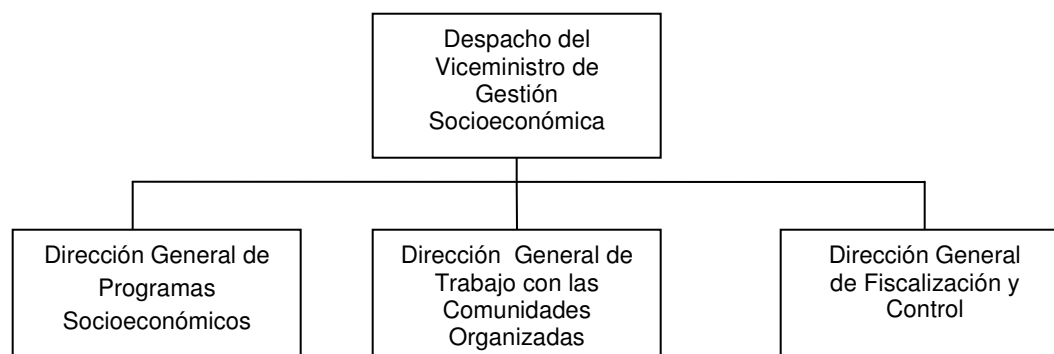 Despacho del
Viceministro de
Gestión
Socioeconómica
Dirección General de
Programas
Socioeconómicos
Dirección General de
Trabajo con las
Comunidades
Organizadas
Dirección General
de Fiscalización y
Control